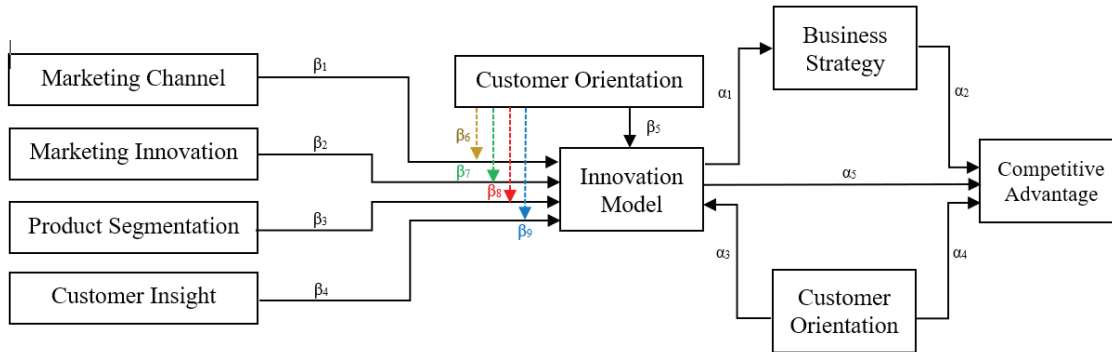 Marketing Channel
Marketing Innovation
Product Segmentation
Customer Insight
β1
β2
β3
β4
Customer Orientation
β5
β6
β7
β8
β9
Innovation
Model
α1
Business
Strategy
α2
α5
Competitive
Advantage
α3
α4
Customer
Orientation